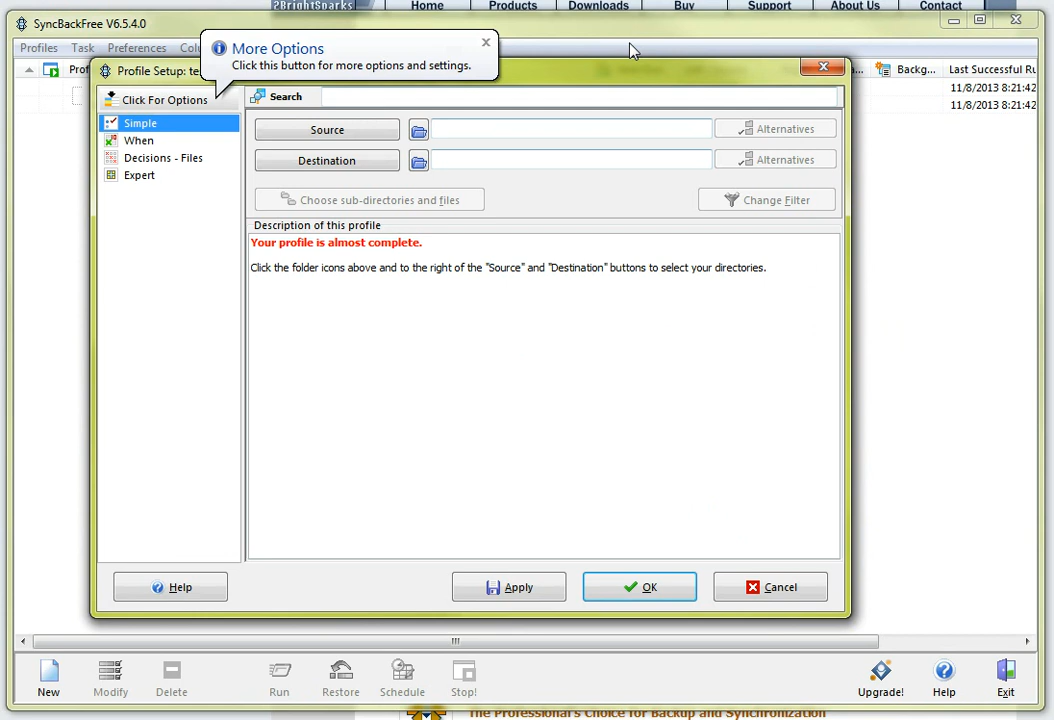 2BrightSparks Home Products Downloads Buy Support About Us Contact
SyncBackFree V6.5.4.0
Profiles Task Preferences
More Options
Click this button for more options and settings.
Backg... Last Successful Ru
Profile Setup: te
11/8/2013 8:21:42
11/8/2013 8:21:42
Click For Options
Search
Simple
When
Decisions - Files
Expert
Source
Alternatives
Destination
Alternatives
Choose sub-directories and files
Change Filter
Description of this profile
Your profile is almost complete.
Click the folder icons above and to the right of the "Source" and "Destination" buttons to select your directories.
Help
Apply
OK
Cancel
New Modify Delete Run Restore Schedule Stop! Upgrade! Help Exit
The Professional's Choice for Backup and Synchronization